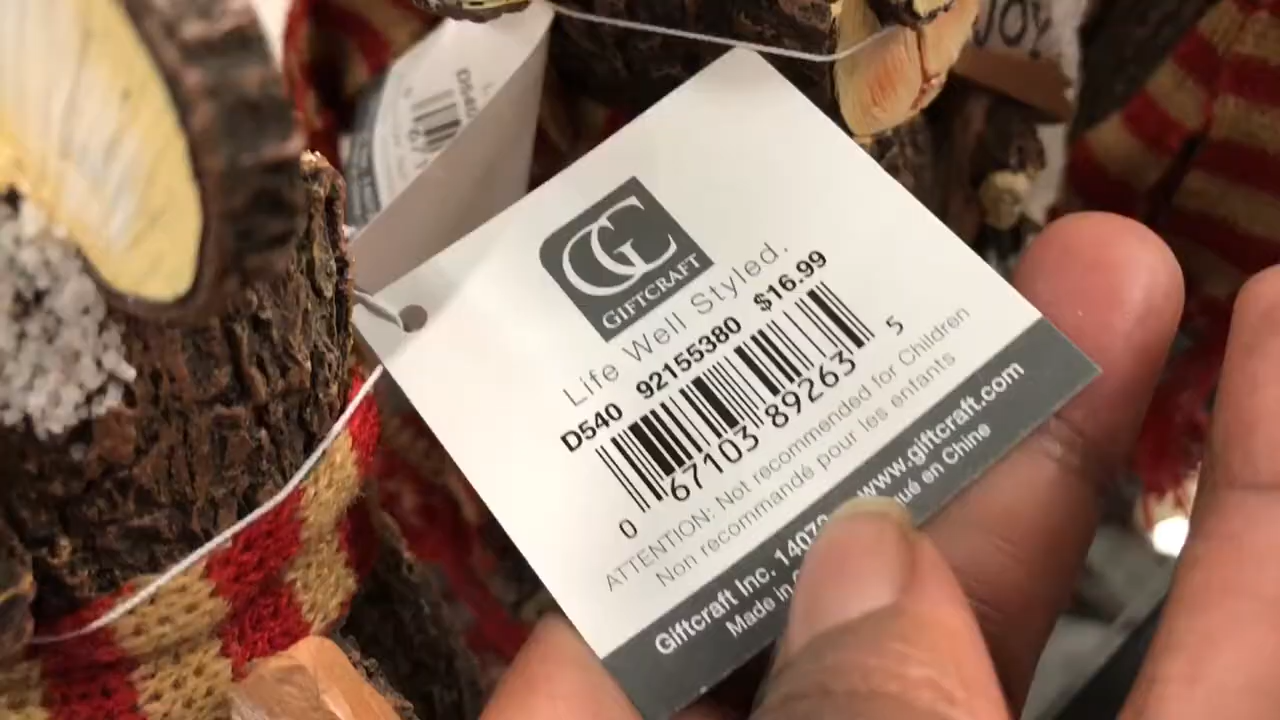 JOY
D540
GC
GIFTCRAFT
Life Well Styled.
D540 92155380 $16.99
0 67103 89263 5
ATTENTION: Not recommended for Children
Non recommandé pour les enfants
Giftcraft Inc. 14070 www.giftcraft.com
Made in en Chine